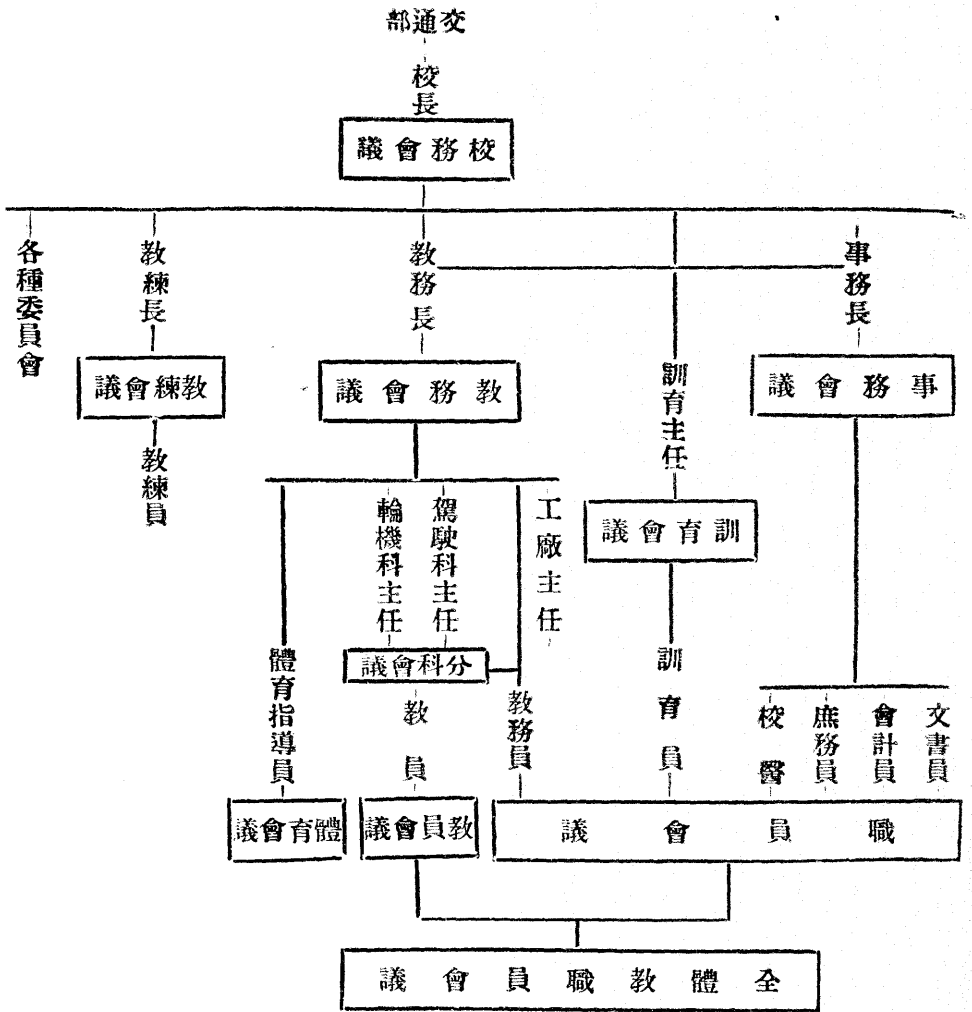 交通部
校長
校務會議
事務長
教務長
教練長
各種委員會
事務會議
訓育主任
教務會議
教練會議
教練員
訓育會議
工廠主任
駕駛科主任
輪機科主任
分科會議
文書員
會計員
庶務員
校醫
訓育員
教務員
教員
體育指導員
職員會議
教員會議
體育會議
全體教職員會議